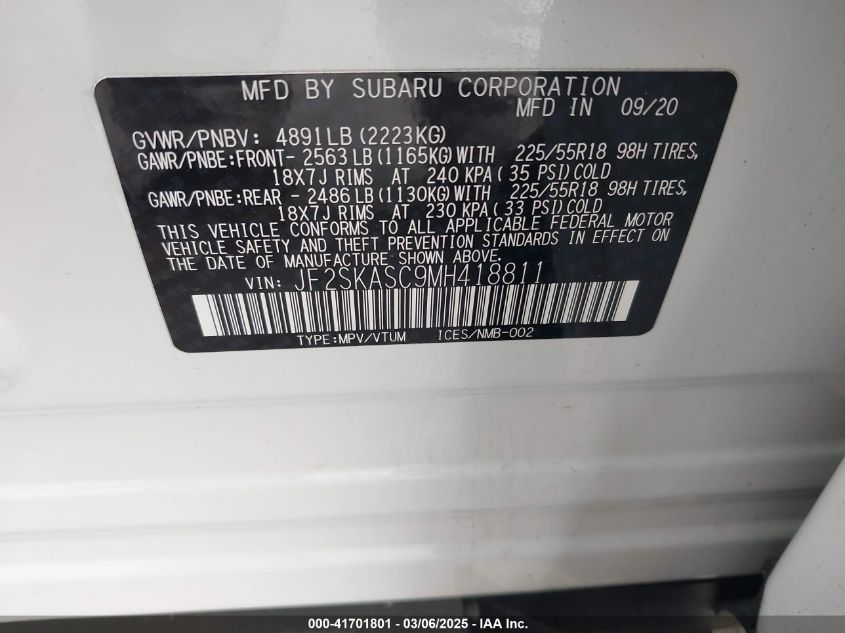 MFD BY SUBARU CORPORATION
MFD IN 09/20
GVWR/PNBV: 4891LB (2223KG)
GAWR/PNBE:FRONT- 2563LB(1165KG)WITH 225/55R18 98H TIRES,
18X7J RIMS AT 240 KPA( 35 PSI)COLD
GAWR/PNBE:REAR - 2486LB(1130KG)WITH 225/55R18 98H TIRES,
18X7J RIMS AT 230 KPA( 33 PSI)COLD
THIS VEHICLE CONFORMS TO ALL APPLICABLE FEDERAL MOTOR
VEHICLE SAFETY AND THEFT PREVENTION STANDARDS IN EFFECT ON
THE DATE OF MANUFACTURE SHOWN ABOVE.
VIN: JF2SKASC9MH418811
TYPE:MPV/VTUM ICES/NMB-002
000-41701801 - 03/06/2025 - IAA Inc.